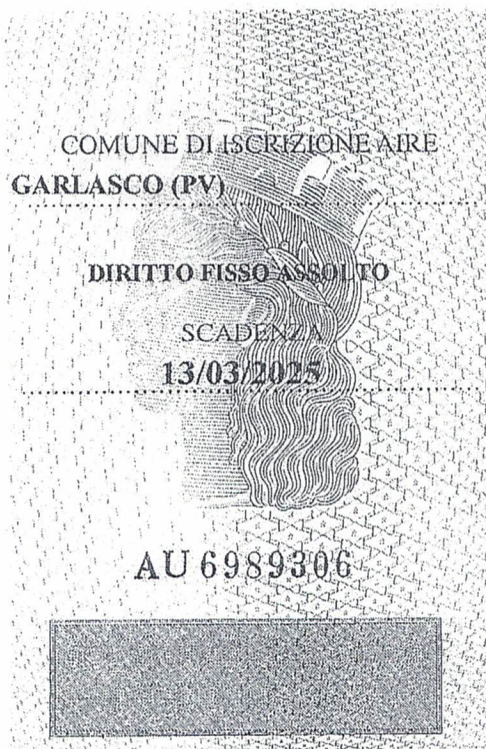 COMUNE DI ISCRIZIONE AIRE
GARLASCO (PV)
DIRITTO FISSO ASSOLTO
SCADENZA
13/03/2025
AU 6989306